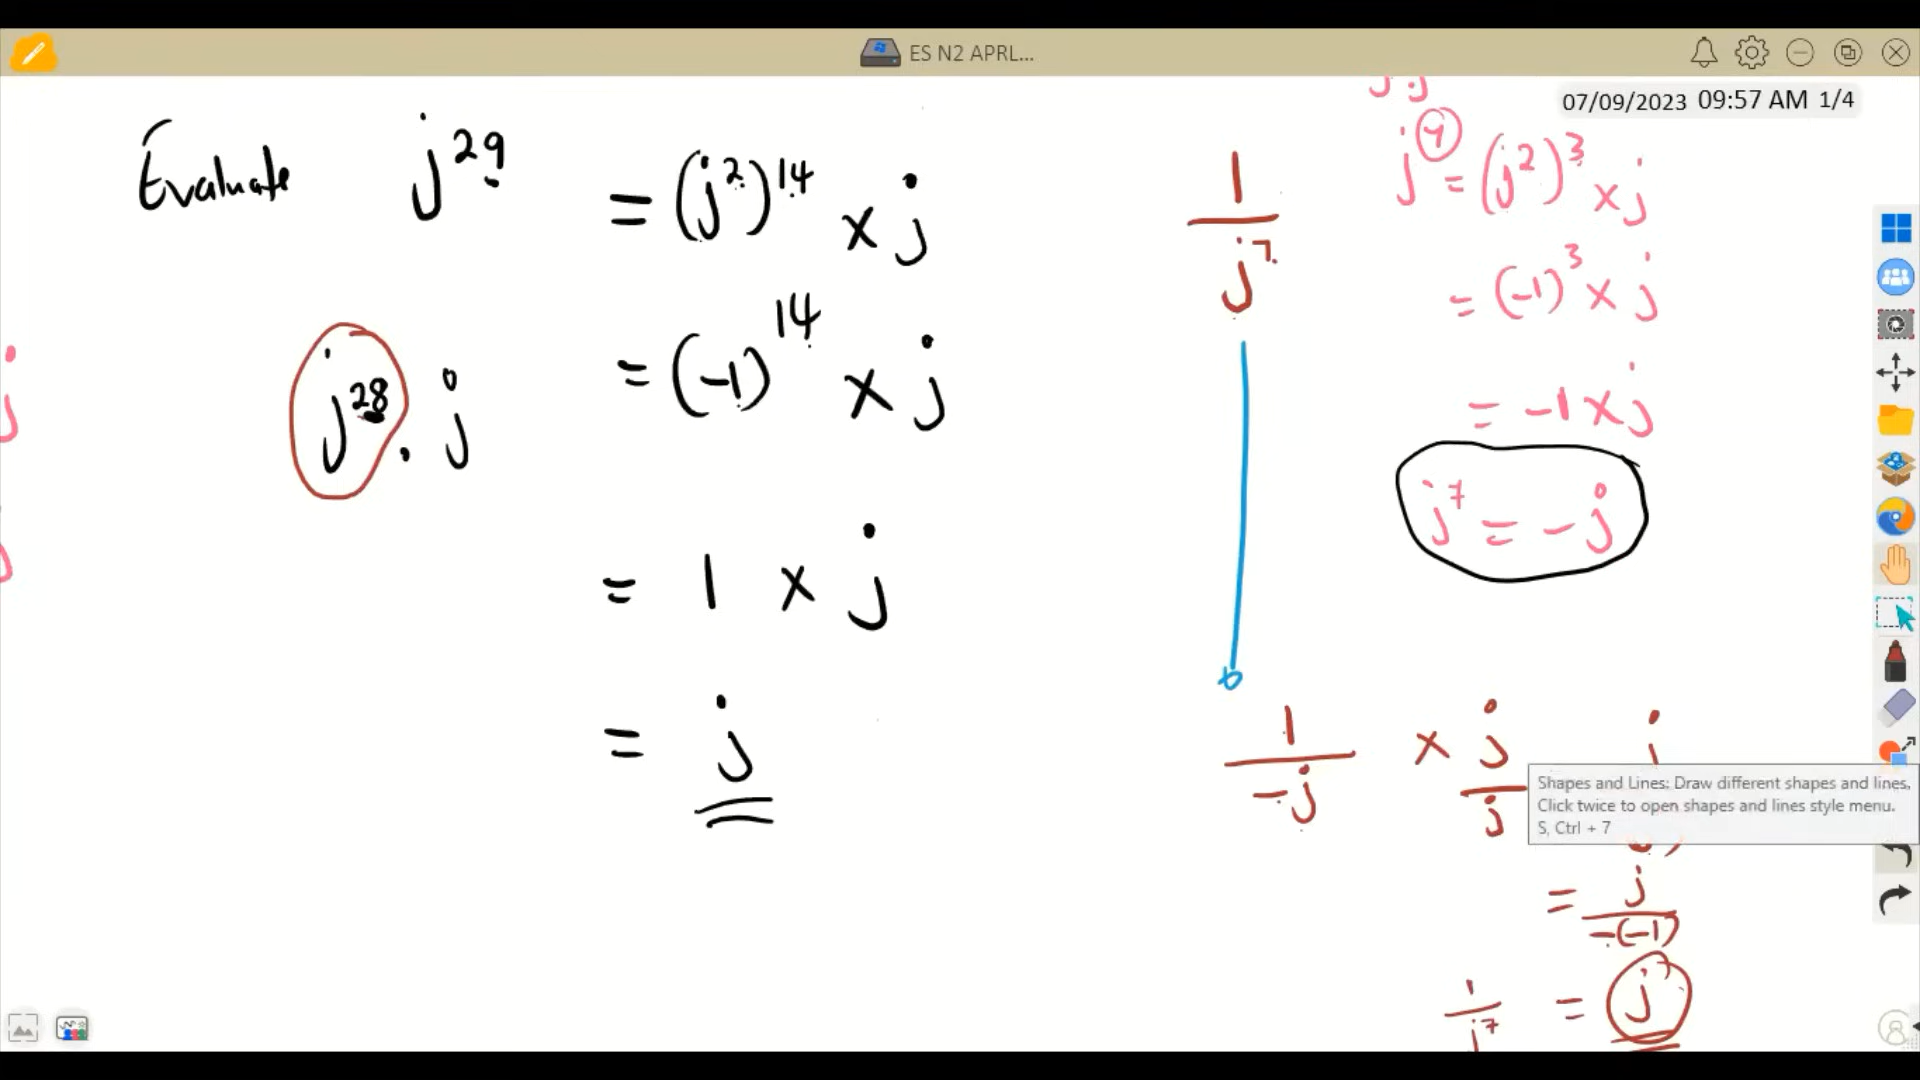 ES N2 APRL...
07/09/2023 09:57 AM 1/4
Evaluate j^29 = (j^2)^14 × j
= (-1)^14 × j
j^28 . j
= 1 × j
= j
1/j^7
= (j^2)^3 × j
= (-1)^3 × j
= -1 × j
j^7 = -j
1/-j × j/j
Shapes and Lines: Draw different shapes and lines.
Click twice to open shapes and lines style menu.
S, Ctrl + 7
= j/-(-1)
1/j^7 = j